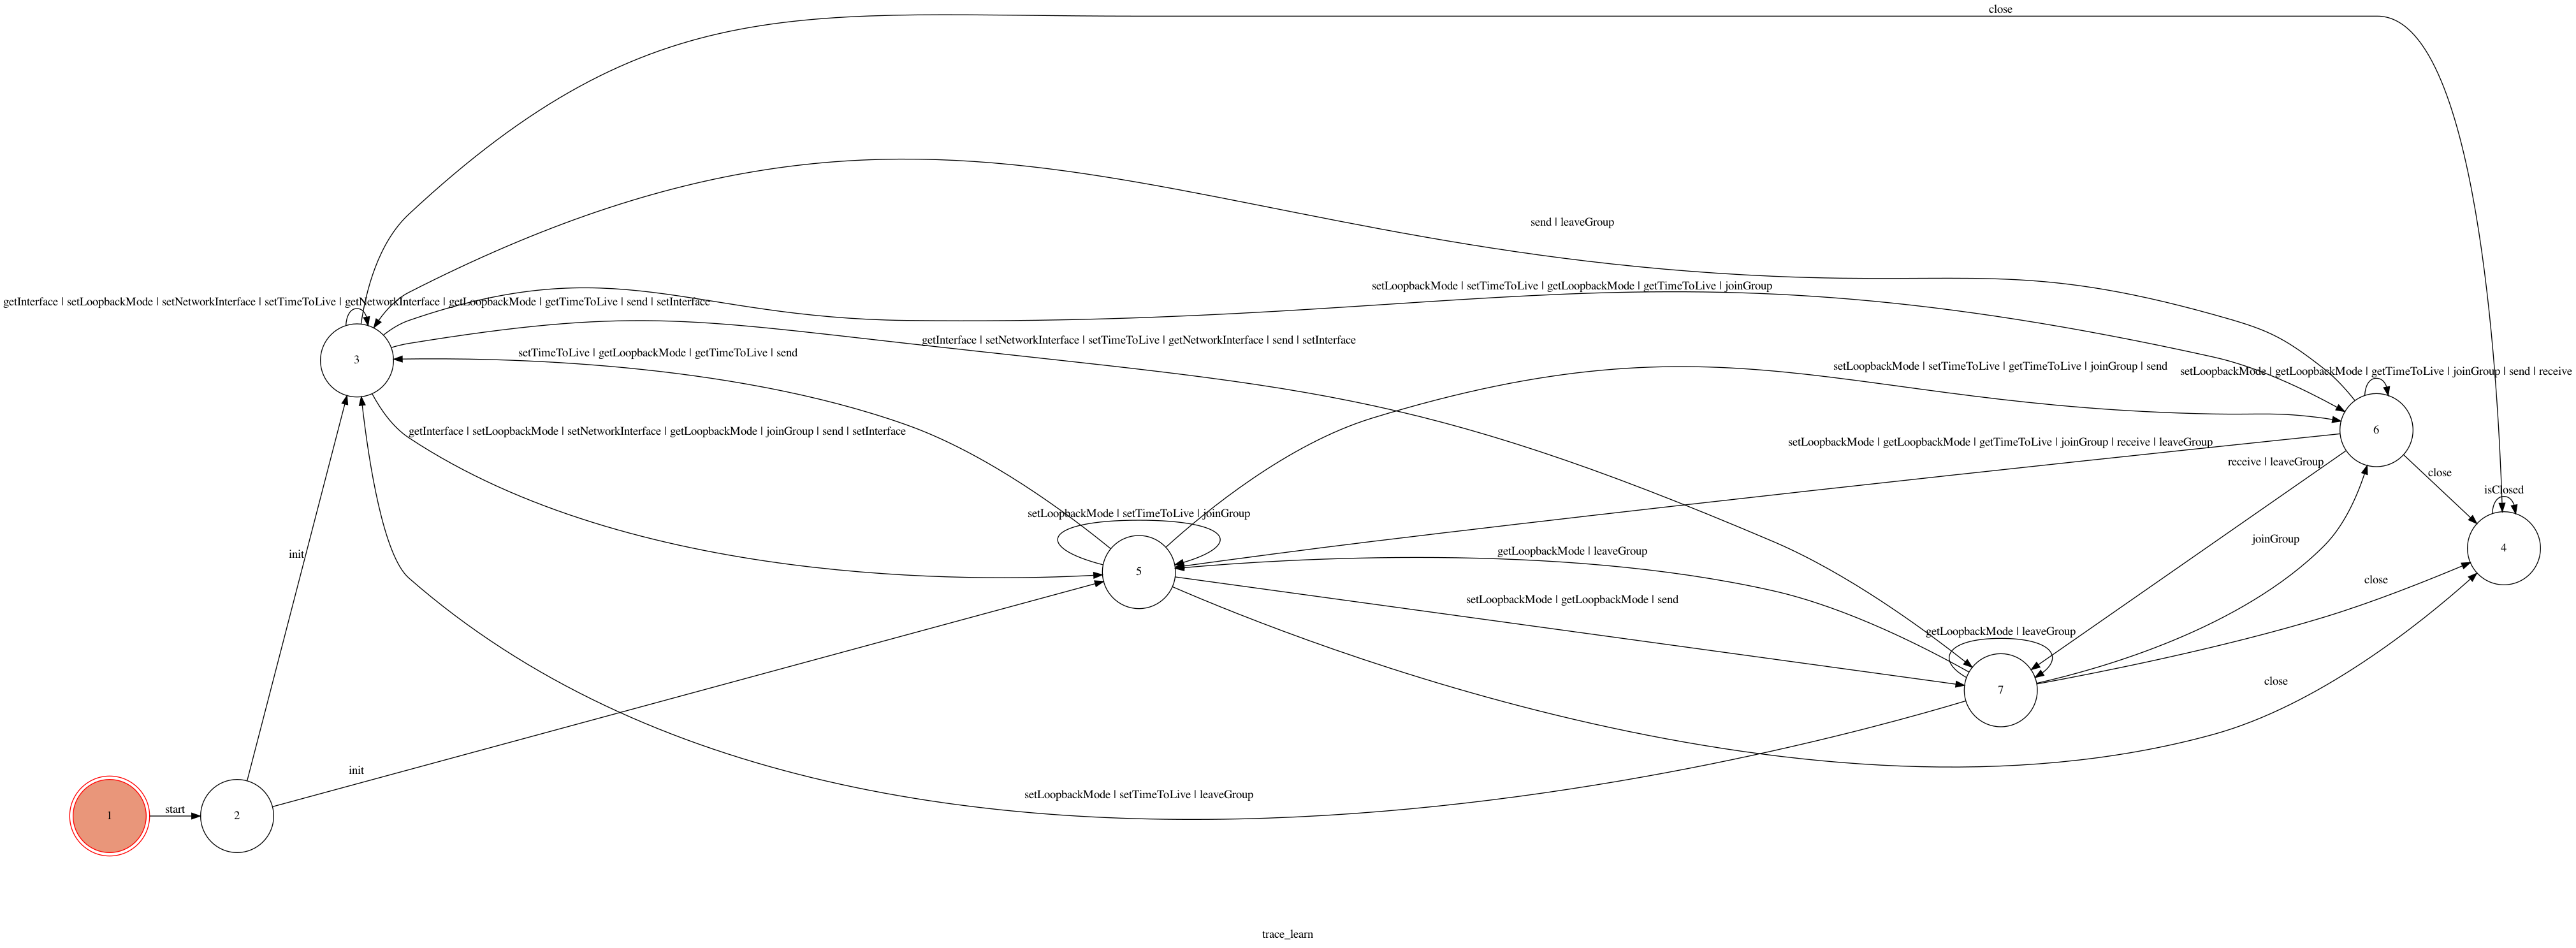 close
send | leaveGroup
setLoopbackMode | setTimeToLive | getLoopbackMode | getTimeToLive | joinGroup
getInterface | setLoopbackMode | setNetworkInterface | setTimeToLive | getNetworkInterface | getLoopbackMode | getTimeToLive | send | setInterface
getInterface | setNetworkInterface | setTimeToLive | getNetworkInterface | send | setInterface
setTimeToLive | getLoopbackMode | getTimeToLive | send
3
setLoopbackMode | setTimeToLive | getTimeToLive | joinGroup | send
setLoopbackMode | getLoopbackMode | getTimeToLive | joinGroup | send | receive
getInterface | setLoopbackMode | setNetworkInterface | getLoopbackMode | joinGroup | send | setInterface
6
setLoopbackMode | getLoopbackMode | getTimeToLive | joinGroup | receive | leaveGroup
receive | leaveGroup
close
isClosed
setLoopbackMode | setTimeToLive | joinGroup
joinGroup
4
init
getLoopbackMode | leaveGroup
5
close
setLoopbackMode | getLoopbackMode | send
getLoopbackMode | leaveGroup
close
7
init
setLoopbackMode | setTimeToLive | leaveGroup
1
start
2
trace_learn